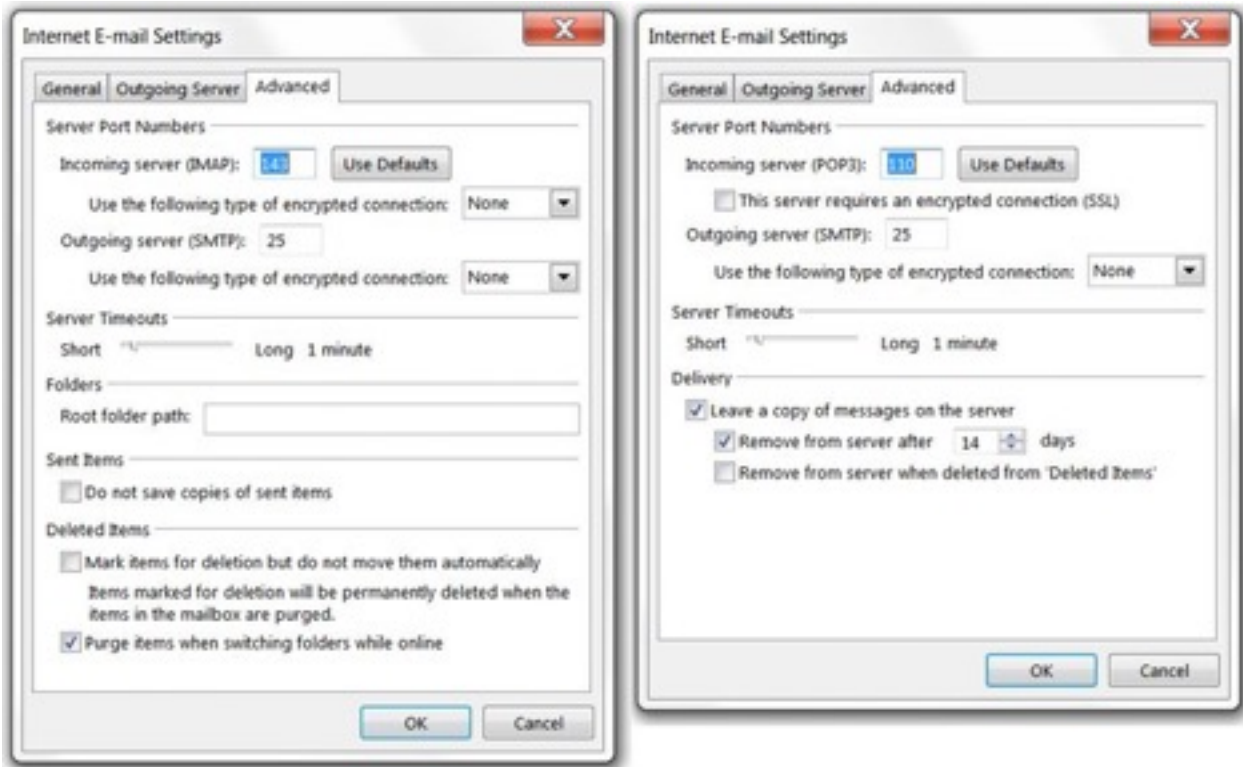 Internet E-mail Settings
General Outgoing Server Advanced
Server Port Numbers
Incoming server (IMAP): 143 Use Defaults
Use the following type of encrypted connection: None
Outgoing server (SMTP): 25
Use the following type of encrypted connection: None
Server Timeouts
Short Long 1 minute
Folders
Root folder path:
Sent Items
Do not save copies of sent items
Deleted Items
Mark items for deletion but do not move them automatically
Items marked for deletion will be permanently deleted when the
items in the mailbox are purged.
Purge items when switching folders while online
OK Cancel
Internet E-mail Settings
General Outgoing Server Advanced
Server Port Numbers
Incoming server (POP3): 110 Use Defaults
This server requires an encrypted connection (SSL)
Outgoing server (SMTP): 25
Use the following type of encrypted connection: None
Server Timeouts
Short Long 1 minute
Delivery
Leave a copy of messages on the server
Remove from server after 14 days
Remove from server when deleted from 'Deleted Items'
OK Cancel